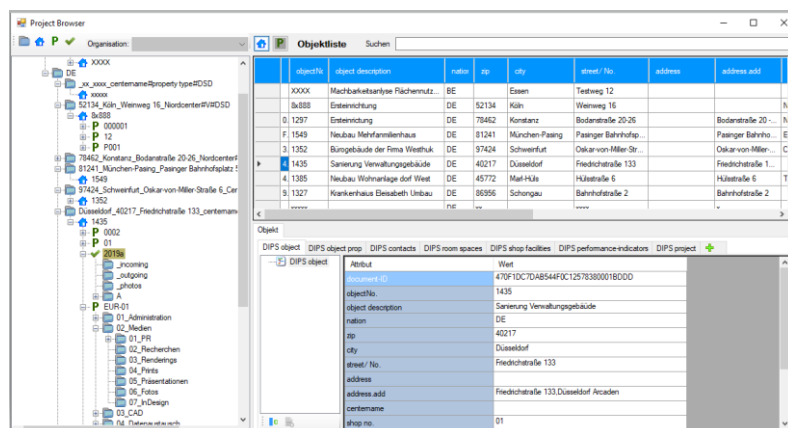 Project Browser
Organisation:
XXXX
DE
_xx_xxxx_centername#property type#DSD
xxxxx
52134_Köln_Weinweg 16_Nordcenter#V#DSD
8x888
000001
12
P001
78462_Konstanz_Bodanstraße 20-26_Nordcenter#
81241_München-Pasing_Pasinger Bahnhofsplatz 5
1549
97424_Schweinfurt_Oskar-von-Miller-Straße 6_Cer
1352
Düsseldorf_40217_Friedrichstraße 133_centernam
1435
0002
01
2019a
_incoming
_outgoing
_photos
A
EUR-01
01_Administration
02_Medien
01_PR
02_Recherchen
03_Renderings
04_Prints
05_Präsentationen
06_Fotos
07_InDesign
03_CAD
04_Datenaustausch
P Objektliste Suchen
objectNo object description nation zip city street/ No. address address.add
XXXX Machbarkeitsanlyse Flächennutz... BE Essen Testweg 12
8x888 Ersteinrichtung DE 52134 Köln Weinweg 16 N
0. 1297 Ersteinrichtung DE 78462 Konstanz Bodanstraße 20-26 Bodanstraße 20 -... N
F. 1549 Neubau Mehrfamilienhaus DE 81241 München-Pasing Pasinger Bahnhofsp... Pasinger Bahnho... E
3. 1352 Bürogebäude der Firma Westhuk DE 97424 Schweinfurt Oskar-von-Miller-Str... Oskar-von-Miller-... C
4. 1435 Sanierung Verwaltungsgebäude DE 40217 Düsseldorf Friedrichstraße 133 Friedrichstraße 1...
4. 1385 Neubau Wohnanlage dorf West DE 45772 Marl-Hüls Hülsstraße 6 Hülsstraße 6 T
9. 1327 Krankenhaus Eleisabeth Umbau DE 86956 Schongau Bahnhofstraße 2 Bahnhofstraße 2
Objekt
DIPS object DIPS object prop DIPS contacts DIPS room spaces DIPS shop facilities DIPS performance-indicators DIPS project
DIPS object
Attribut Wert
document-ID 470F1DC7DAB544F0C12578380001BDDD
objectNo. 1435
object description Sanierung Verwaltungsgebäüde
nation DE
zip 40217
city Düsseldorf
street/ No. Friedrichstraße 133
address
address.add Friedrichstraße 133,Düsseldorf Arcaden
centername
shop no. 01